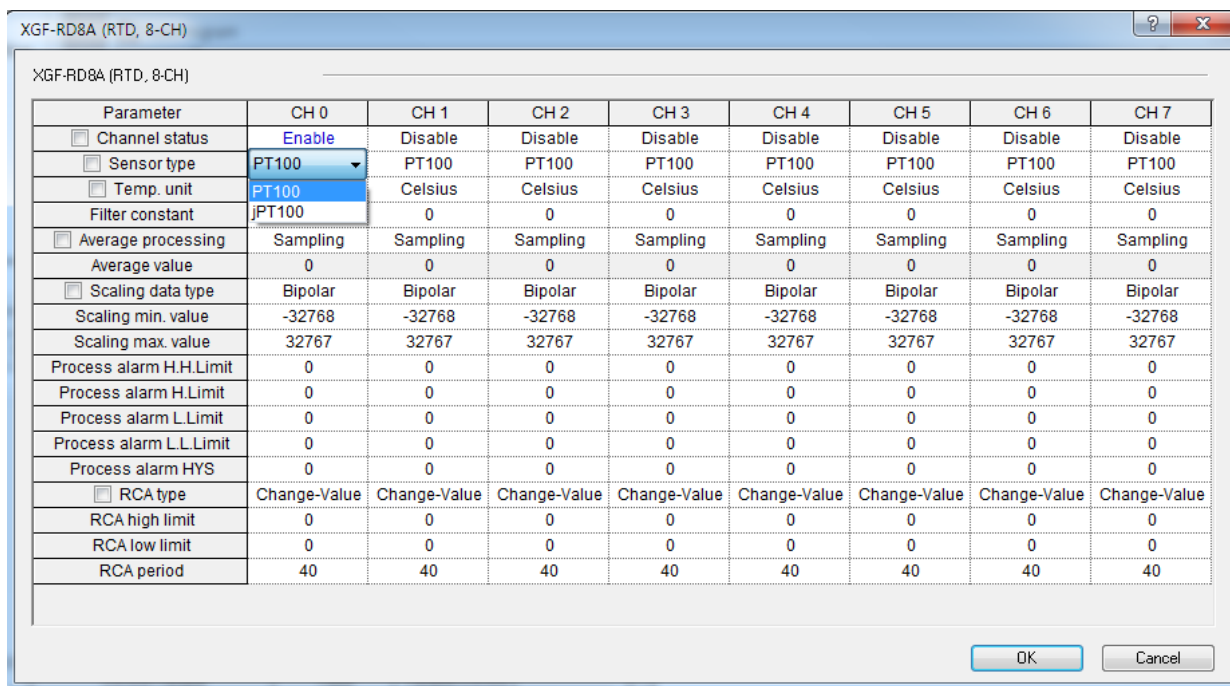 XGF-RD8A (RTD, 8-CH)
XGF-RD8A (RTD, 8-CH)
Parameter CH 0 CH 1 CH 2 CH 3 CH 4 CH 5 CH 6 CH 7
Channel status Enable Disable Disable Disable Disable Disable Disable Disable
Sensor type PT100 PT100 PT100 PT100 PT100 PT100 PT100 PT100
Temp. unit PT100 Celsius Celsius Celsius Celsius Celsius Celsius Celsius
Filter constant jPT100 0 0 0 0 0 0 0
Average processing Sampling Sampling Sampling Sampling Sampling Sampling Sampling Sampling
Average value 0 0 0 0 0 0 0 0
Scaling data type Bipolar Bipolar Bipolar Bipolar Bipolar Bipolar Bipolar Bipolar
Scaling min. value -32768 -32768 -32768 -32768 -32768 -32768 -32768 -32768
Scaling max. value 32767 32767 32767 32767 32767 32767 32767 32767
Process alarm H.H.Limit 0 0 0 0 0 0 0 0
Process alarm H.Limit 0 0 0 0 0 0 0 0
Process alarm L.Limit 0 0 0 0 0 0 0 0
Process alarm L.L.Limit 0 0 0 0 0 0 0 0
Process alarm HYS 0 0 0 0 0 0 0 0
RCA type Change-Value Change-Value Change-Value Change-Value Change-Value Change-Value Change-Value Change-Value
RCA high limit 0 0 0 0 0 0 0 0
RCA low limit 0 0 0 0 0 0 0 0
RCA period 40 40 40 40 40 40 40 40
OK Cancel